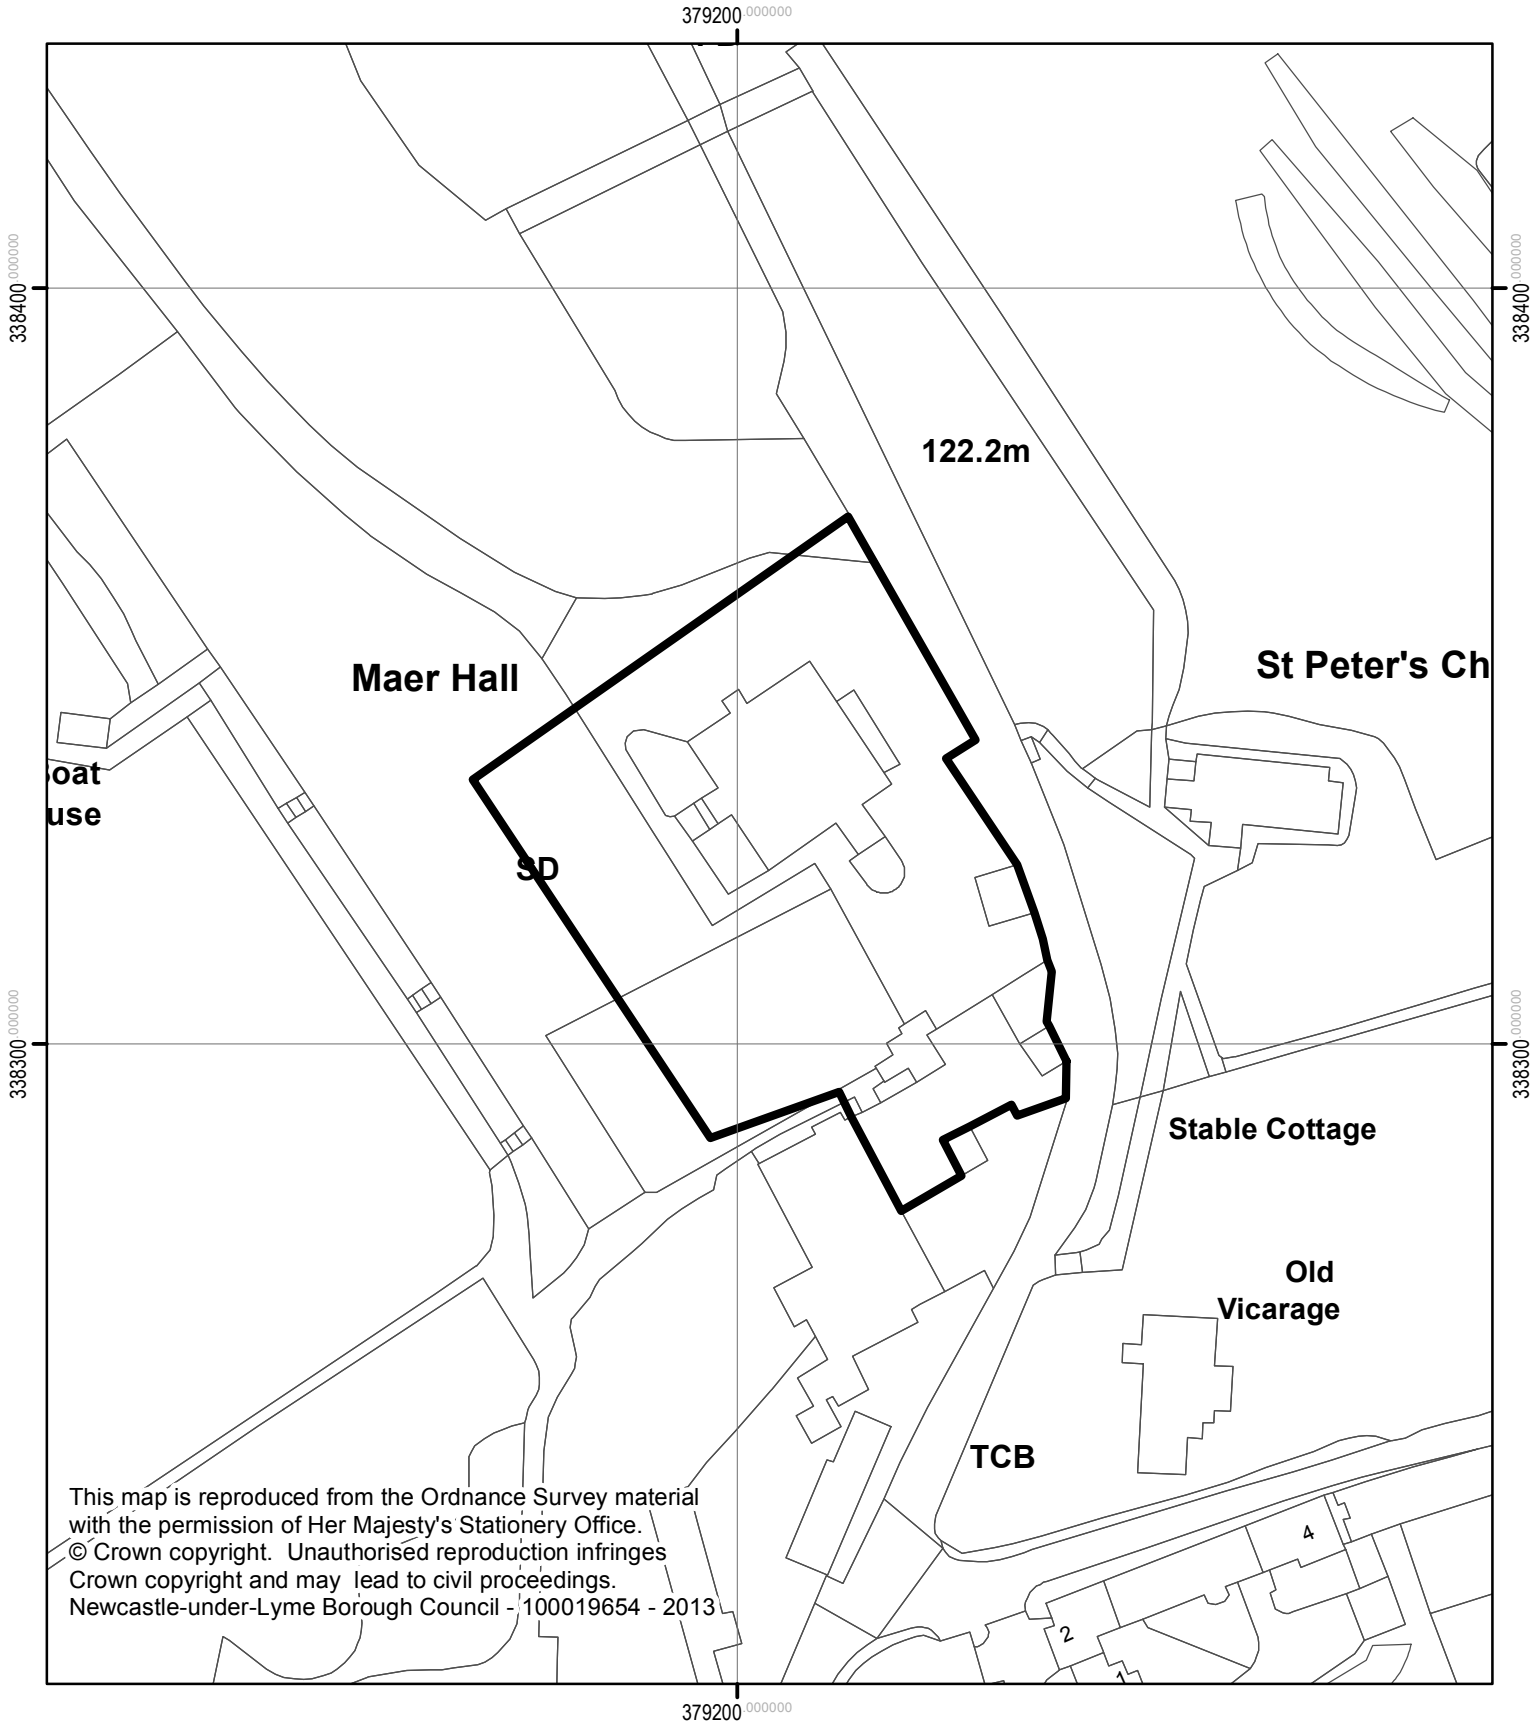 379200.000000
338400.000000
338400.000000
122.2m
Maer Hall
St Peter's Ch
Boat
use
SD
338300.000000
338300.000000
Stable Cottage
Old
Vicarage
TCB
This map is reproduced from the Ordnance Survey material
with the permission of Her Majesty's Stationery Office.
© Crown copyright. Unauthorised reproduction infringes
Crown copyright and may lead to civil proceedings.
Newcastle-under-Lyme Borough Council - 100019654 - 2013
4
2
1
379200.000000